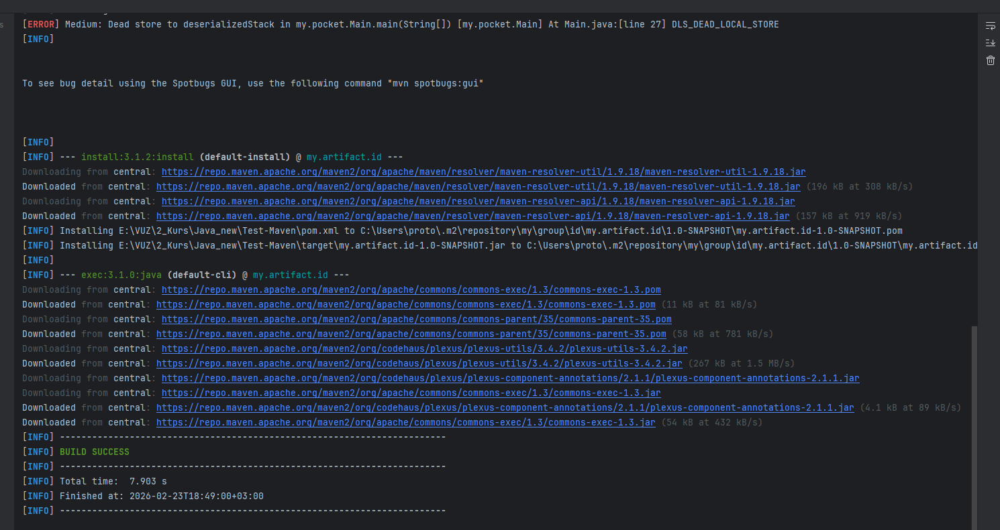 [ERROR] Medium: Dead store to deserializedStack in my.pocket.Main.main(String[]) [my.pocket.Main] At Main.java:[line 27] DLS_DEAD_LOCAL_STORE
[INFO]
To see bug detail using the Spotbugs GUI, use the following command "mvn spotbugs:gui"
[INFO]
[INFO] --- install:3.1.2:install (default-install) @ my.artifact.id ---
Downloading from central: https://repo.maven.apache.org/maven2/org/apache/maven/resolver/maven-resolver-util/1.9.18/maven-resolver-util-1.9.18.jar
Downloaded from central: https://repo.maven.apache.org/maven2/org/apache/maven/resolver/maven-resolver-util/1.9.18/maven-resolver-util-1.9.18.jar (196 kB at 308 kB/s)
Downloading from central: https://repo.maven.apache.org/maven2/org/apache/maven/resolver/maven-resolver-api/1.9.18/maven-resolver-api-1.9.18.jar
Downloaded from central: https://repo.maven.apache.org/maven2/org/apache/maven/resolver/maven-resolver-api/1.9.18/maven-resolver-api-1.9.18.jar (157 kB at 919 kB/s)
[INFO] Installing E:\VUZ\2_Kurs\Java_new\Test-Maven\pom.xml to C:\Users\proto\.m2\repository\my\group\id\my.artifact.id\1.0-SNAPSHOT\my.artifact.id-1.0-SNAPSHOT.pom
[INFO] Installing E:\VUZ\2_Kurs\Java_new\Test-Maven\target\my.artifact.id-1.0-SNAPSHOT.jar to C:\Users\proto\.m2\repository\my\group\id\my.artifact.id\1.0-SNAPSHOT\my.artifact.id
[INFO]
[INFO] --- exec:3.1.0:java (default-cli) @ my.artifact.id ---
Downloading from central: https://repo.maven.apache.org/maven2/org/apache/commons/commons-exec/1.3/commons-exec-1.3.pom
Downloaded from central: https://repo.maven.apache.org/maven2/org/apache/commons/commons-exec/1.3/commons-exec-1.3.pom (11 kB at 81 kB/s)
Downloading from central: https://repo.maven.apache.org/maven2/org/apache/commons/commons-parent/35/commons-parent-35.pom
Downloaded from central: https://repo.maven.apache.org/maven2/org/apache/commons/commons-parent/35/commons-parent-35.pom (58 kB at 781 kB/s)
Downloading from central: https://repo.maven.apache.org/maven2/org/codehaus/plexus/plexus-utils/3.4.2/plexus-utils-3.4.2.jar
Downloaded from central: https://repo.maven.apache.org/maven2/org/codehaus/plexus/plexus-utils/3.4.2/plexus-utils-3.4.2.jar (267 kB at 1.5 MB/s)
Downloading from central: https://repo.maven.apache.org/maven2/org/codehaus/plexus/plexus-component-annotations/2.1.1/plexus-component-annotations-2.1.1.jar
Downloading from central: https://repo.maven.apache.org/maven2/org/apache/commons/commons-exec/1.3/commons-exec-1.3.jar
Downloaded from central: https://repo.maven.apache.org/maven2/org/codehaus/plexus/plexus-component-annotations/2.1.1/plexus-component-annotations-2.1.1.jar (4.1 kB at 89 kB/s)
Downloaded from central: https://repo.maven.apache.org/maven2/org/apache/commons/commons-exec/1.3/commons-exec-1.3.jar (54 kB at 432 kB/s)
[INFO] ------------------------------------------------------------------------
[INFO] BUILD SUCCESS
[INFO] ------------------------------------------------------------------------
[INFO] Total time:  7.903 s
[INFO] Finished at: 2026-02-23T18:49:00+03:00
[INFO] ------------------------------------------------------------------------